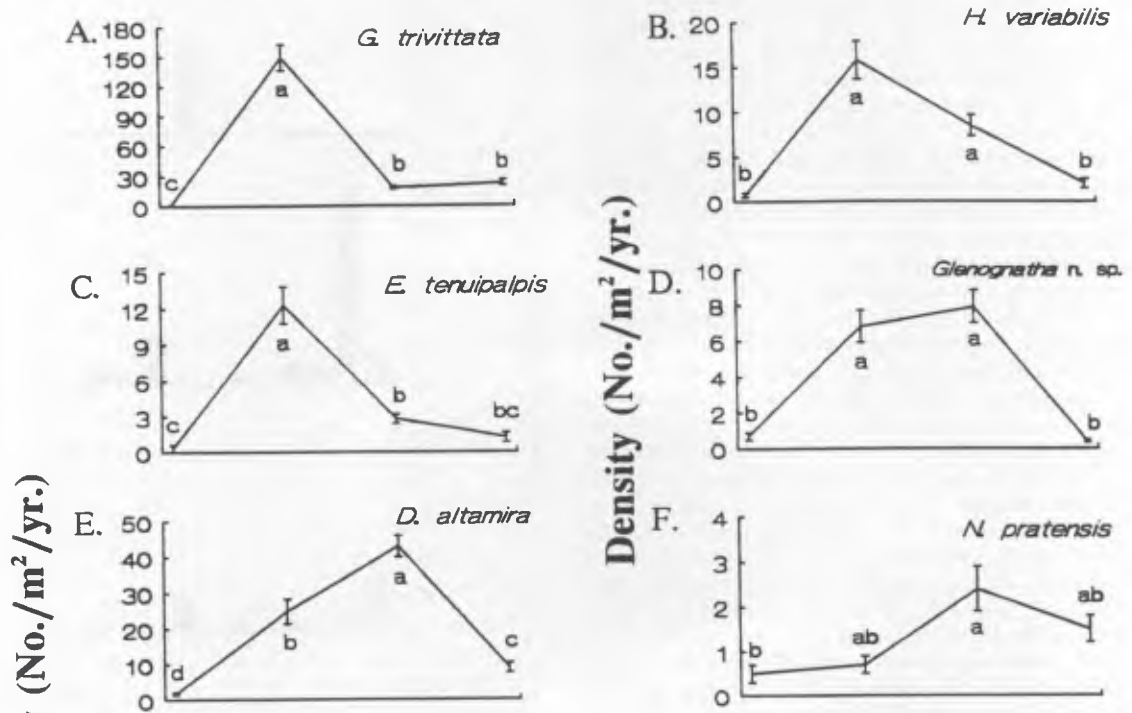 A.
G. trivittata
180
150
120
90
60
30
0
c
a
b
b
B.
H. variabilis
20
15
10
5
0
b
a
a
b
C.
E. tenuipalpis
15
12
9
6
3
0
c
a
b
bc
D.
Glenognatha n. sp.
10
8
6
4
2
0
b
a
a
b
E.
D. altamira
50
40
30
20
10
0
d
b
a
c
F.
N. pratensis
4
3
2
1
0
b
ab
a
ab
(No./m²/yr.)
Density (No./m²/yr.)